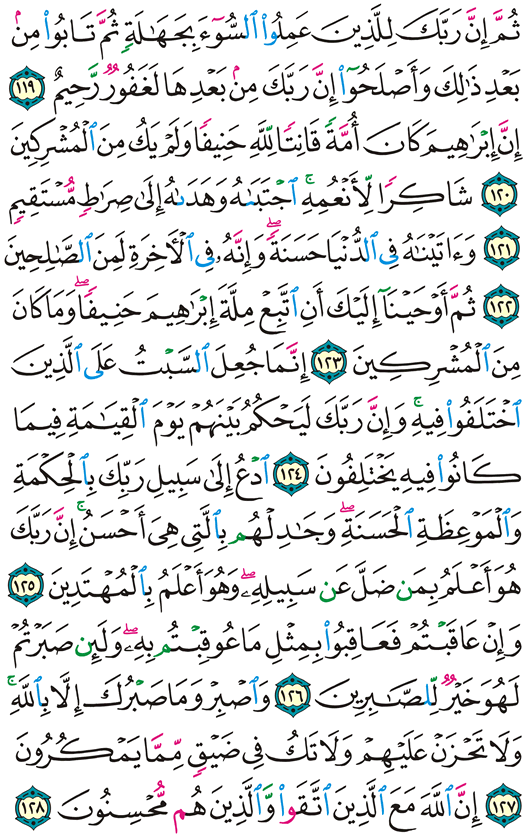 ثُمَّ إِنَّ رَبَّكَ لِلَّذِينَ عَمِلُوا۟ ٱلسُّوٓءَ بِجَهَـٰلَةٍ ثُمَّ تَابُوا۟ مِنۢ
بَعْدِ ذَٰلِكَ وَأَصْلَحُوٓا۟ إِنَّ رَبَّكَ مِنۢ بَعْدِهَا لَغَفُورٌ رَّحِيمٌ ١١٩
إِنَّ إِبْرَٰهِيمَ كَانَ أُمَّةً قَانِتًا لِّلَّهِ حَنِيفًا وَلَمْ يَكُ مِنَ ٱلْمُشْرِكِينَ
١٢٠ شَاكِرًا لِّأَنْعُمِهِ ۚ ٱجْتَبَىٰهُ وَهَدَىٰهُ إِلَىٰ صِرَٰطٍ مُّسْتَقِيمٍ
١٢١ وَءَاتَيْنَـٰهُ فِى ٱلدُّنْيَا حَسَنَةً ۖ وَإِنَّهُۥ فِى ٱلْـَٔاخِرَةِ لَمِنَ ٱلصَّـٰلِحِينَ
١٢٢ ثُمَّ أَوْحَيْنَآ إِلَيْكَ أَنِ ٱتَّبِعْ مِلَّةَ إِبْرَٰهِيمَ حَنِيفًا ۖ وَمَا كَانَ
مِنَ ٱلْمُشْرِكِينَ ١٢٣ إِنَّمَا جُعِلَ ٱلسَّبْتُ عَلَى ٱلَّذِينَ
ٱخْتَلَفُوا۟ فِيهِ ۚ وَإِنَّ رَبَّكَ لَيَحْكُمُ بَيْنَهُمْ يَوْمَ ٱلْقِيَـٰمَةِ فِيمَا
كَانُوا۟ فِيهِ يَخْتَلِفُونَ ١٢٤ ٱدْعُ إِلَىٰ سَبِيلِ رَبِّكَ بِٱلْحِكْمَةِ
وَٱلْمَوْعِظَةِ ٱلْحَسَنَةِ ۖ وَجَـٰدِلْهُم بِٱلَّتِى هِىَ أَحْسَنُ ۚ إِنَّ رَبَّكَ
هُوَ أَعْلَمُ بِمَن ضَلَّ عَن سَبِيلِهِۦ ۖ وَهُوَ أَعْلَمُ بِٱلْمُهْتَدِينَ ١٢٥
وَإِنْ عَاقَبْتُمْ فَعَاقِبُوا۟ بِمِثْلِ مَا عُوقِبْتُم بِهِۦ ۖ وَلَئِن صَبَرْتُمْ
لَهُوَ خَيْرٌ لِّلصَّـٰبِرِينَ ١٢٦ وَٱصْبِرْ وَمَا صَبْرُكَ إِلَّا بِٱللَّهِ ۚ
وَلَا تَحْزَنْ عَلَيْهِمْ وَلَا تَكُ فِى ضَيْقٍ مِّمَّا يَمْكُرُونَ
١٢٧ إِنَّ ٱللَّهَ مَعَ ٱلَّذِينَ ٱتَّقَوا۟ وَّٱلَّذِينَ هُم مُّحْسِنُونَ ١٢٨